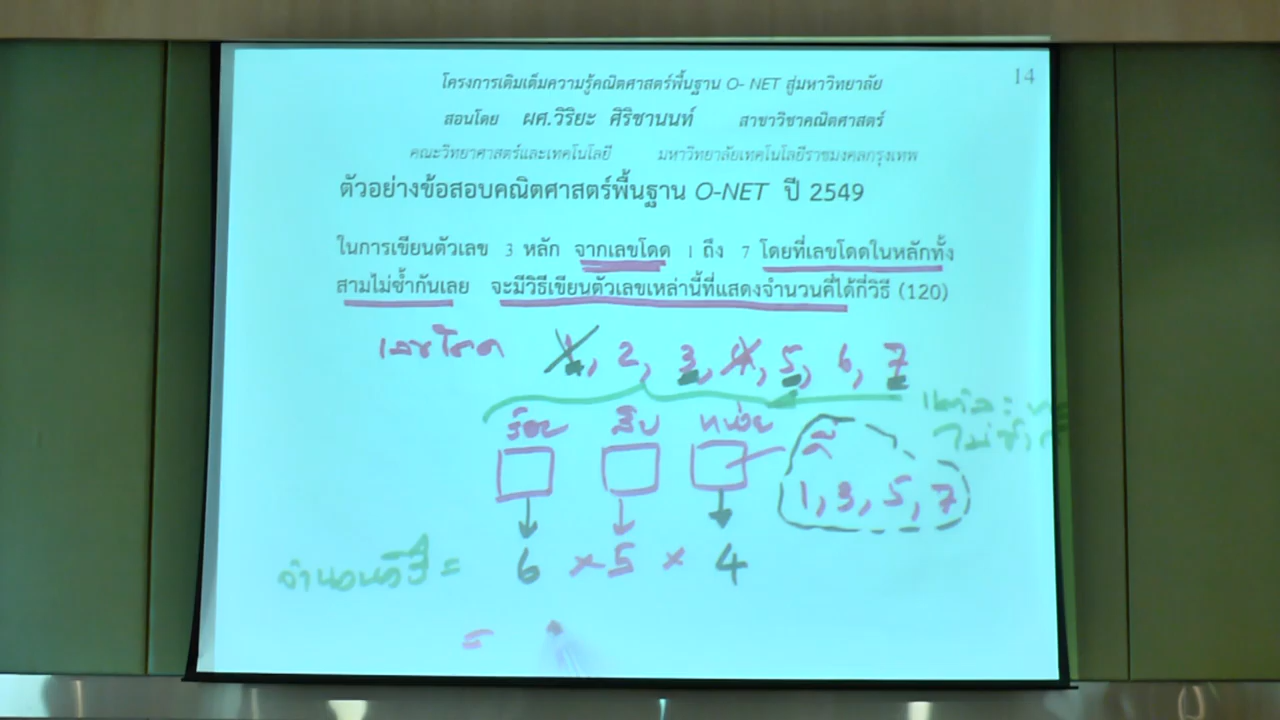 14
โครงการเติมเต็มความรู้คณิตศาสตร์พื้นฐาน O- NET สู่มหาวิทยาลัย
สอนโดย ผศ.วิริยะ ศิริชานนท์ สาขาวิชาคณิตศาสตร์
คณะวิทยาศาสตร์และเทคโนโลยี มหาวิทยาลัยเทคโนโลยีราชมงคลกรุงเทพ
ตัวอย่างข้อสอบคณิตศาสตร์พื้นฐาน O-NET ปี 2549
ในการเขียนตัวเลข 3 หลัก จากเลขโดด 1 ถึง 7 โดยที่เลขโดดในหลักทั้ง
สามไม่ซ้ำกันเลย จะมีวิธีเขียนตัวเลขเหล่านี้ที่แสดงจำนวนคี่ได้กี่วิธี (120)
เลขโดด 1, 2, 3, 4, 5, 6, 7
แต่ละ
ร้อย สิบ หน่วย คี่ ไม่ซ้ำ
1, 3, 5, 7
จำนวนวิธี = 6 × 5 × 4
=